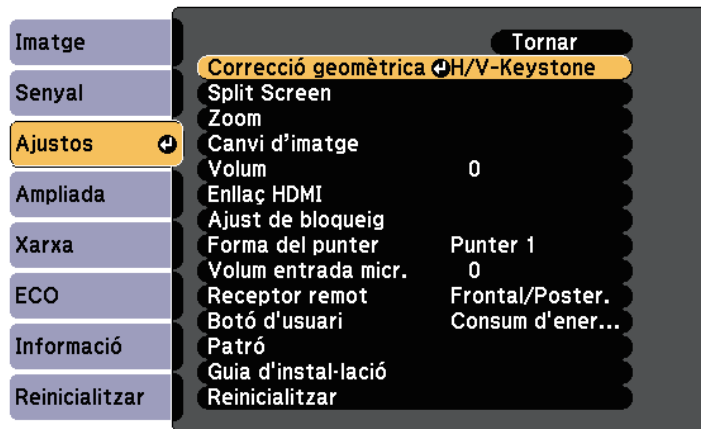 Imatge
Senyal
Ajustos
Ampliada
Xarxa
ECO
Informació
Reinicialitzar
Tornar
Correcció geomètrica H/V-Keystone
Split Screen
Zoom
Canvi d'imatge
Volum 0
Enllaç HDMI
Ajust de bloqueig
Forma del punter Punter 1
Volum entrada micr. 0
Receptor remot Frontal/Poster.
Botó d'usuari Consum d'ener...
Patró
Guia d'instal·lació
Reinicialitzar